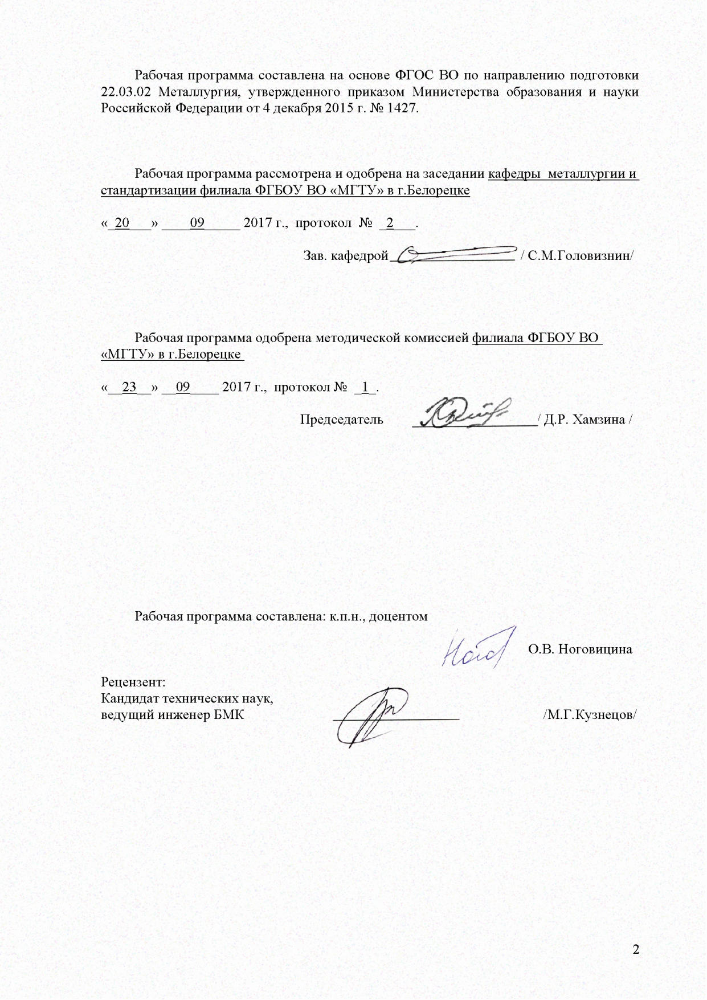 Рабочая программа составлена на основе ФГОС ВО по направлению подготовки
22.03.02 Металлургия, утвержденного приказом Министерства образования и науки
Российской Федерации от 4 декабря 2015 г. № 1427.
Рабочая программа рассмотрена и одобрена на заседании кафедры металлургии и
стандартизации филиала ФГБОУ ВО «МГТУ» в г.Белорецке
«_20___» ____09_____ 2017 г., протокол № _2___.
Зав. кафедрой / С.М.Головизнин/
Рабочая программа одобрена методической комиссией филиала ФГБОУ ВО
«МГТУ» в г.Белорецке
«__23__» __09____ 2017 г., протокол № _1_.
Председатель / Д.Р. Хамзина /
Рабочая программа составлена: к.п.н., доцентом
О.В. Ноговицина
Рецензент:
Кандидат технических наук,
ведущий инженер БМК /М.Г.Кузнецов/
2